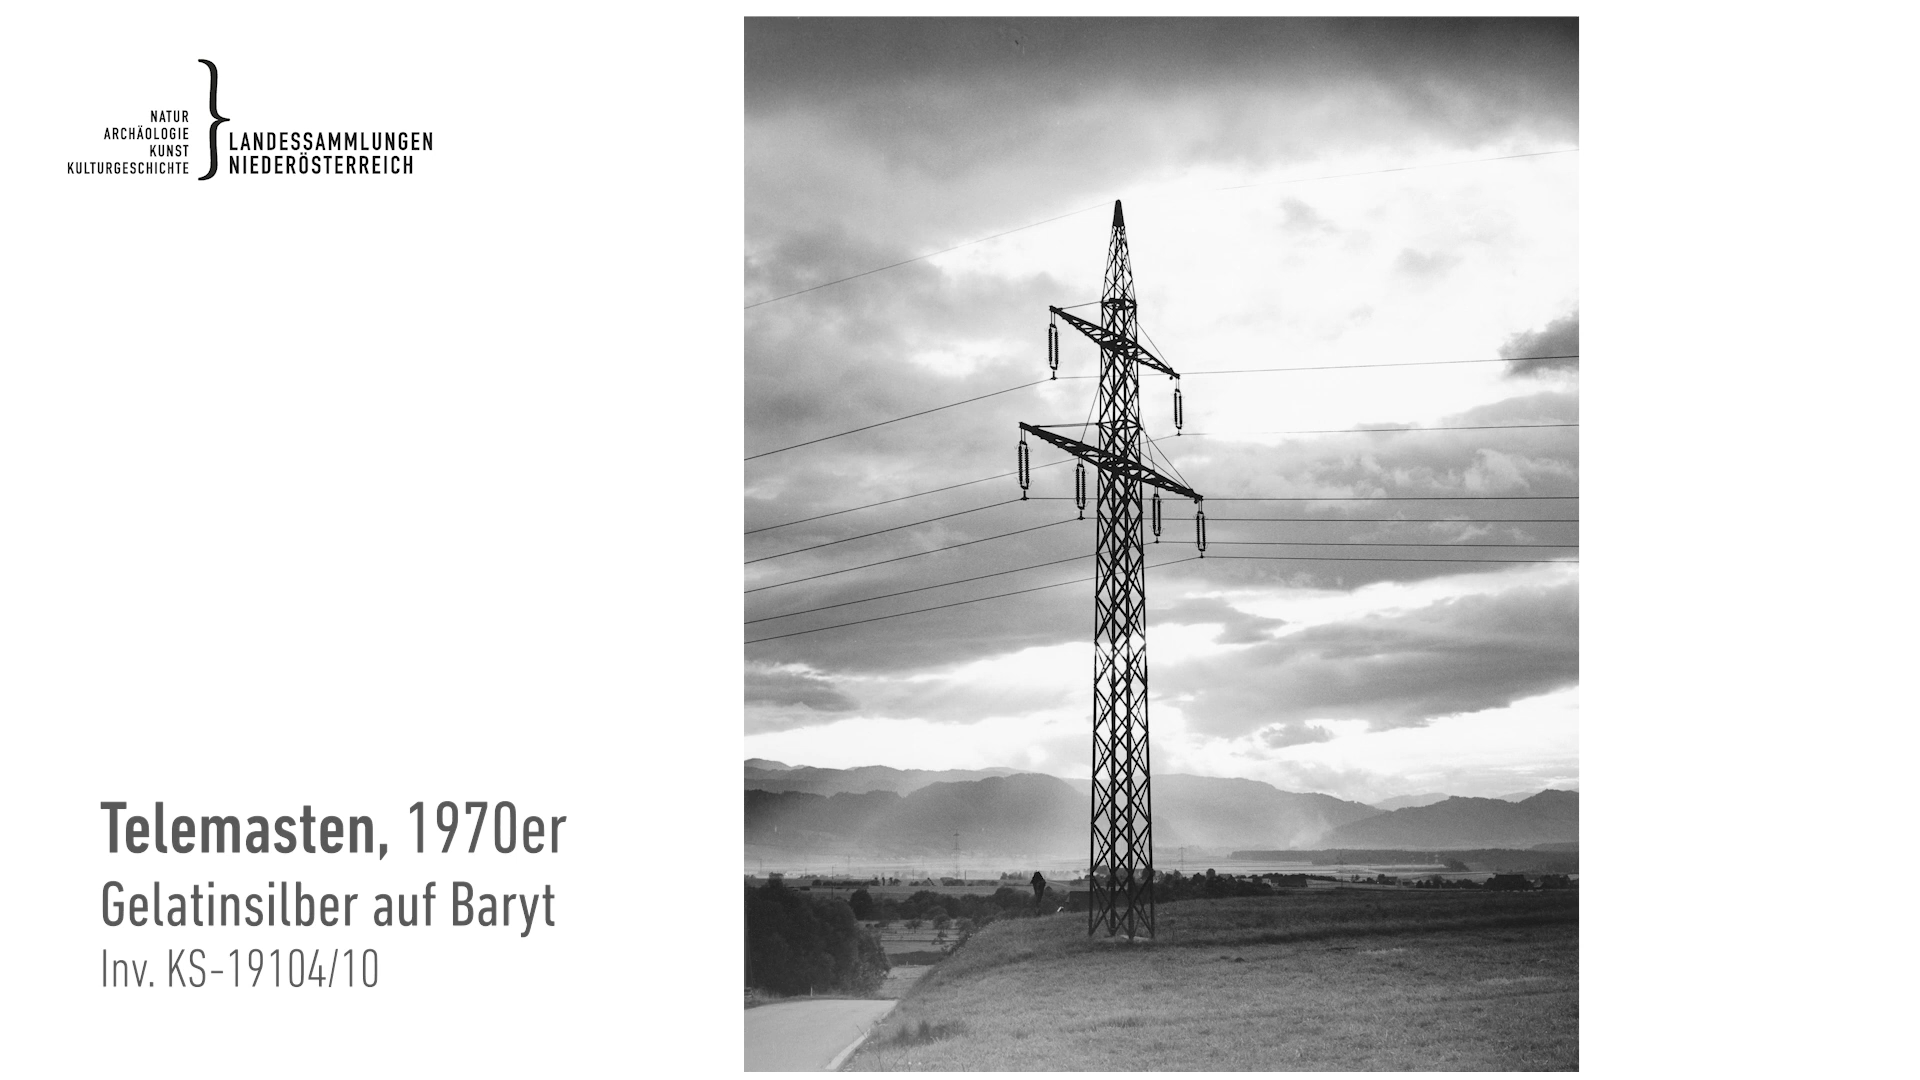 NATUR
ARCHÄOLOGIE
KUNST
KULTURGESCHICHTE
LANDESSAMMLUNGEN
NIEDERÖSTERREICH
Telemasten, 1970er
Gelatinsilber auf Baryt
Inv. KS-19104/10